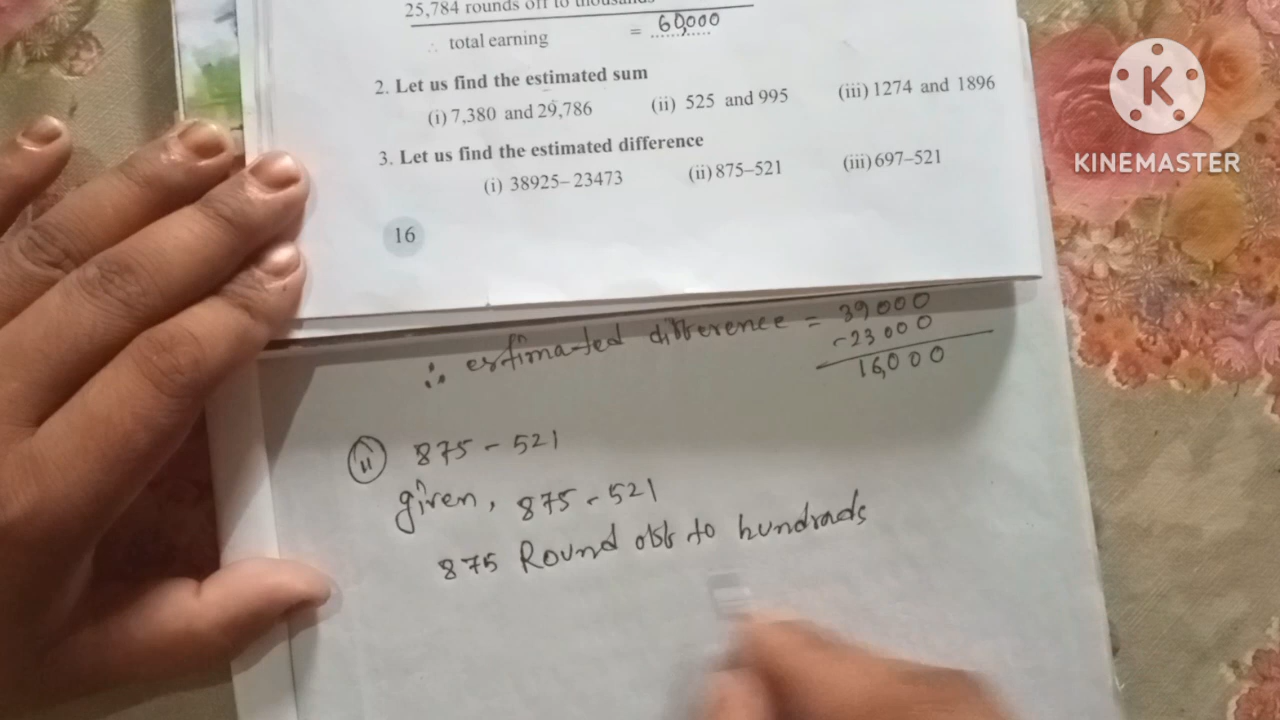 25,784 rounds off to thousands
∴ total earning = 60,000
2. Let us find the estimated sum
(i) 7,380 and 29,786 (ii) 525 and 995 (iii) 1274 and 1896
3. Let us find the estimated difference
(i) 38925–23473 (ii) 875–521 (iii) 697–521
16
K
KINEMASTER
∴ estimated difference = 39000
-23000
16,000
(ii) 875 - 521
given, 875 - 521
875 Round off to hundrads